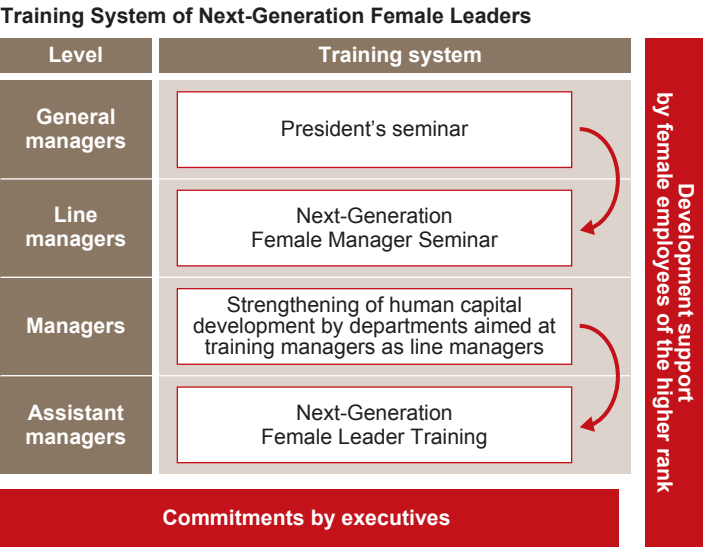 Training System of Next-Generation Female Leaders
Level
Training system
General
managers
President’s seminar
Line
managers
Next-Generation
Female Manager Seminar
Managers
Strengthening of human capital
development by departments aimed at
training managers as line managers
Assistant
managers
Next-Generation
Female Leader Training
Development support
by female employees of the higher rank
Commitments by executives